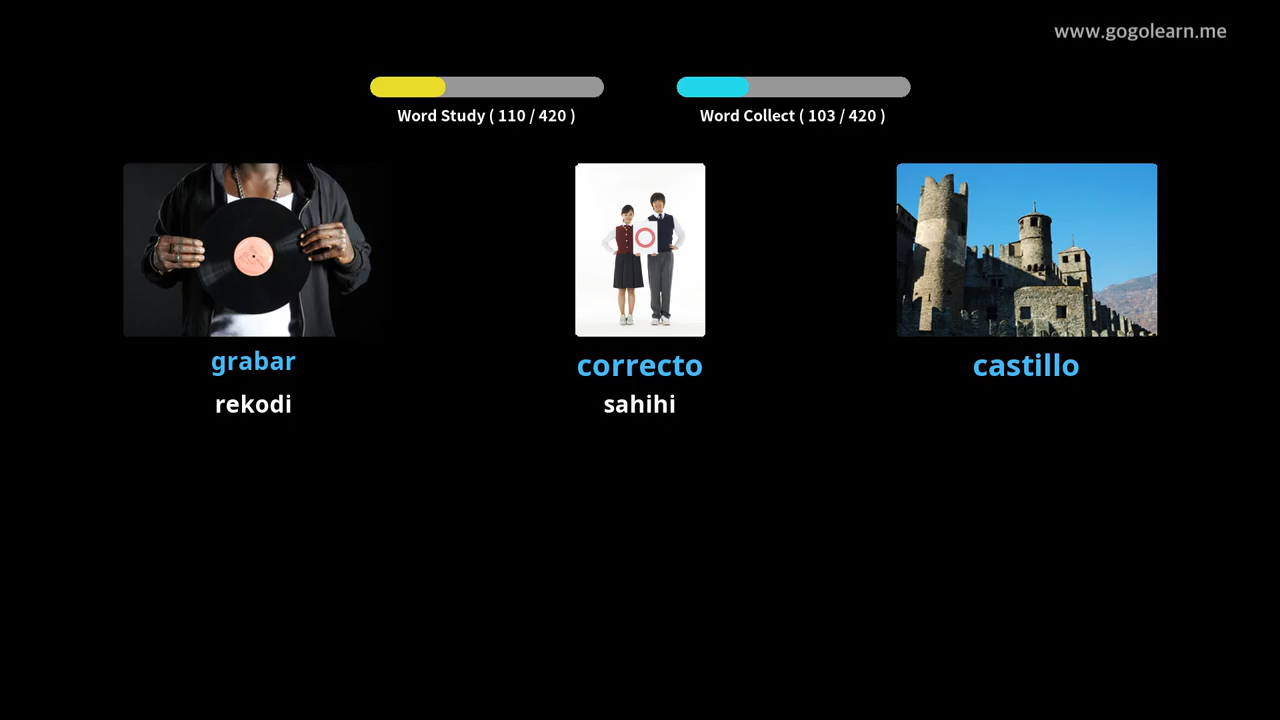 www.gogolearn.me
Word Study ( 110 / 420 )
Word Collect ( 103 / 420 )
grabar
correcto
castillo
rekodi
sahihi